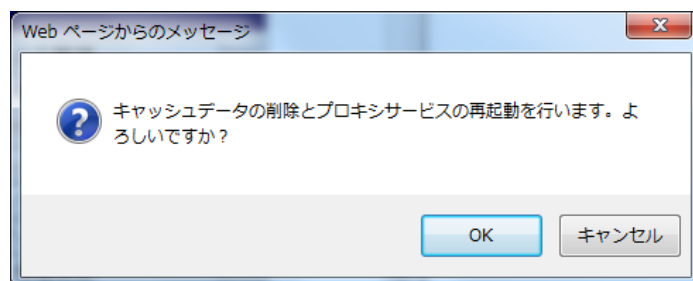 Web ページからのメッセージ
キャッシュデータの削除とプロキシサービスの再起動を行います。よ
ろしいですか？
OK
キャンセル